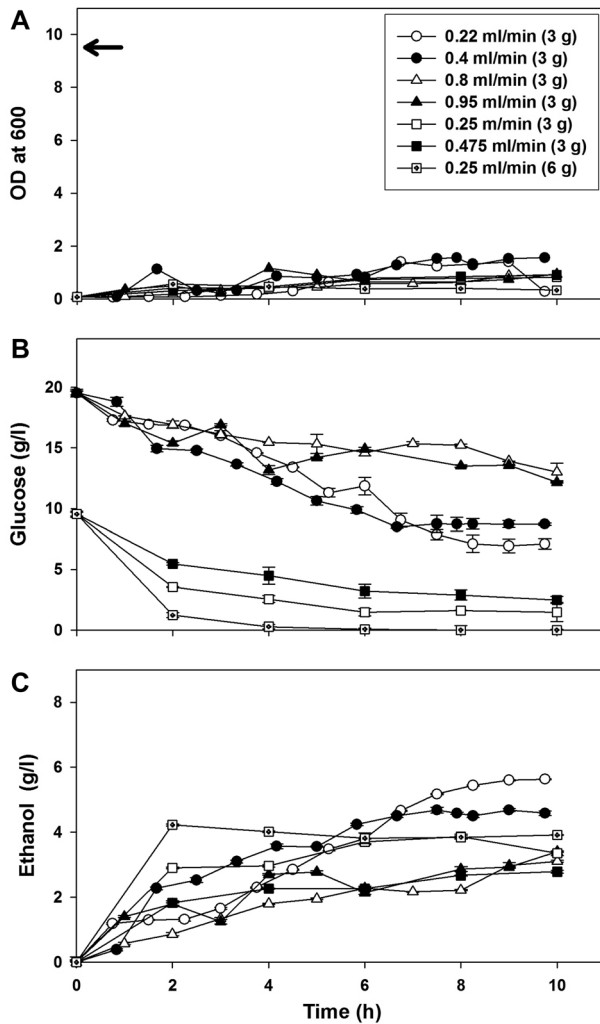 A
OD at 600
10
8
6
4
2
0
0.22 ml/min (3 g)
0.4 ml/min (3 g)
0.8 ml/min (3 g)
0.95 ml/min (3 g)
0.25 m/min (3 g)
0.475 ml/min (3 g)
0.25 ml/min (6 g)
B
Glucose (g/l)
20
15
10
5
0
C
Ethanol (g/l)
8
6
4
2
0
0 2 4 6 8 10
Time (h)